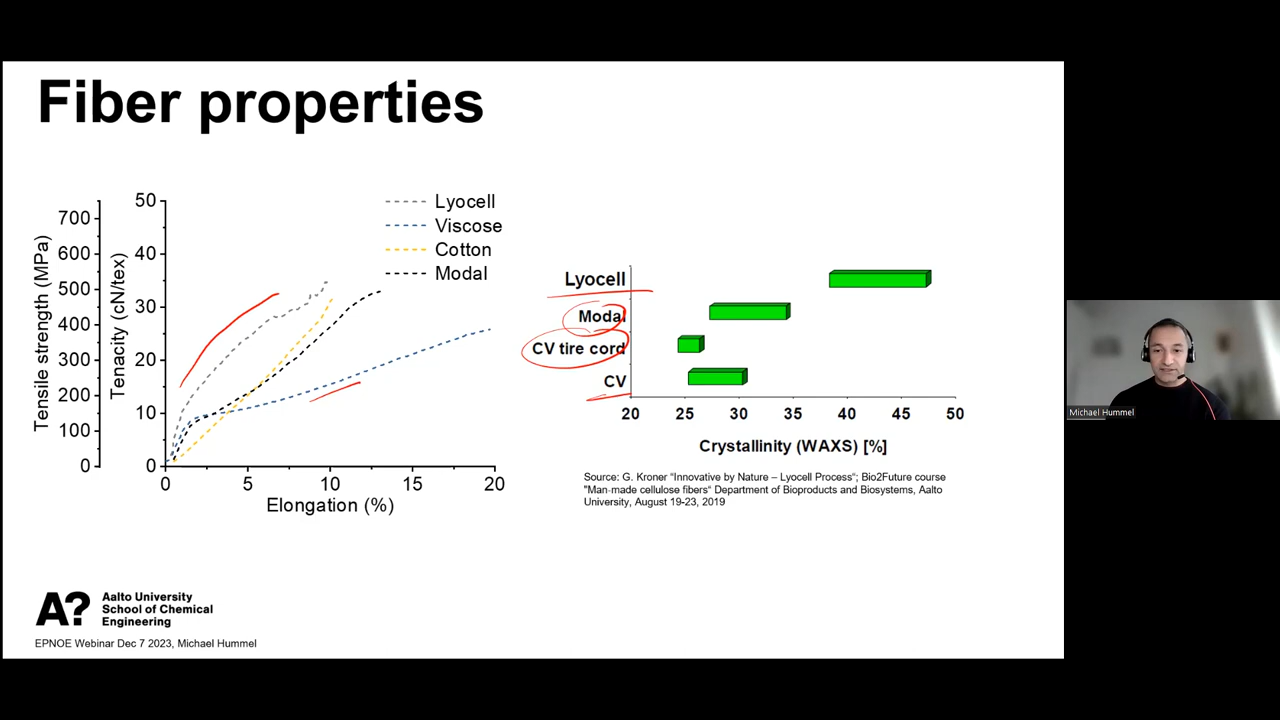 Fiber properties
Tensile strength (MPa)
700
600
500
400
300
200
100
0
Tenacity (cN/tex)
50
40
30
20
10
0
0
5
10
15
20
Elongation (%)
Lyocell
Viscose
Cotton
Modal
Lyocell
Modal
CV tire cord
CV
20
25
30
35
40
45
50
Crystallinity (WAXS) [%]
Source: G. Kroner "Innovative by Nature – Lyocell Process"; Bio2Future course
"Man-made cellulose fibers" Department of Bioproducts and Biosystems, Aalto
University, August 19-23, 2019
A?
Aalto University
School of Chemical
Engineering
EPNOE Webinar Dec 7 2023, Michael Hummel
Michael Hummel